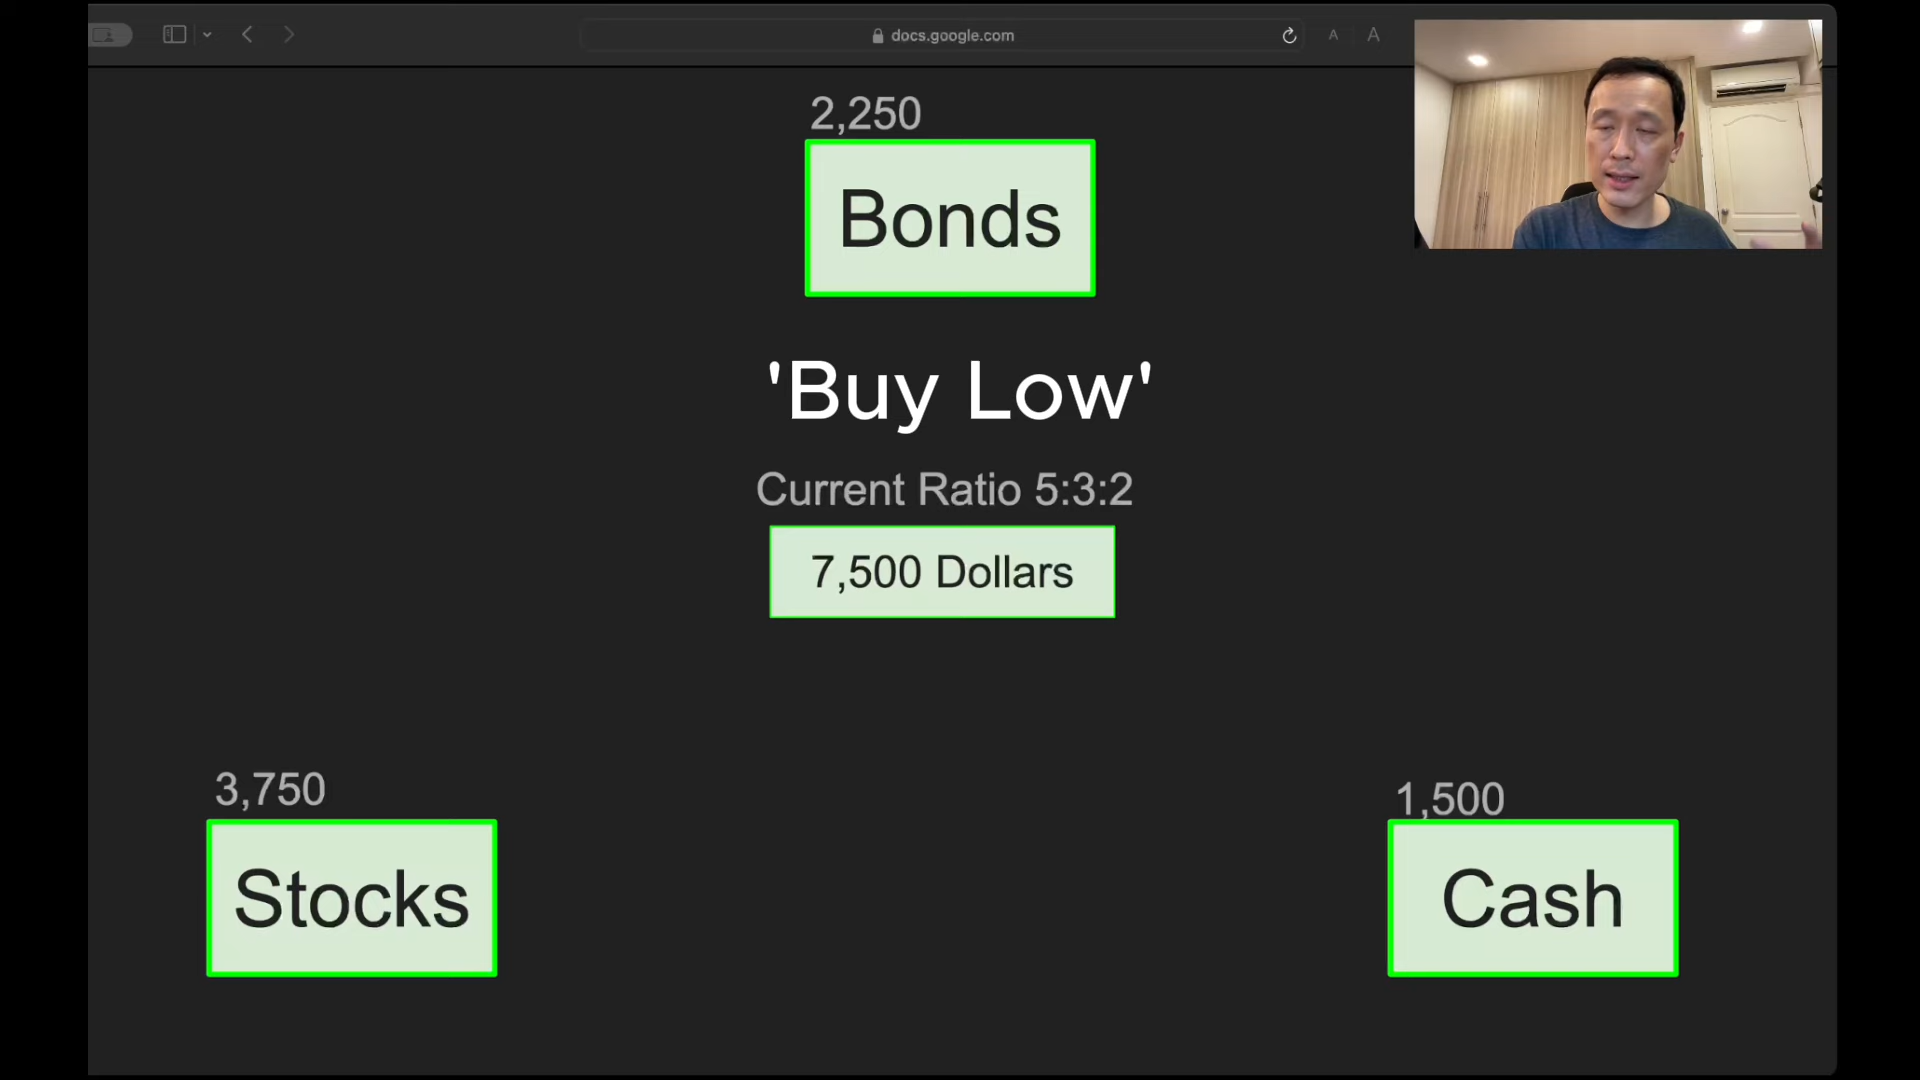 docs.google.com
A A
2,250
Bonds
'Buy Low'
Current Ratio 5:3:2
7,500 Dollars
3,750
Stocks
1,500
Cash